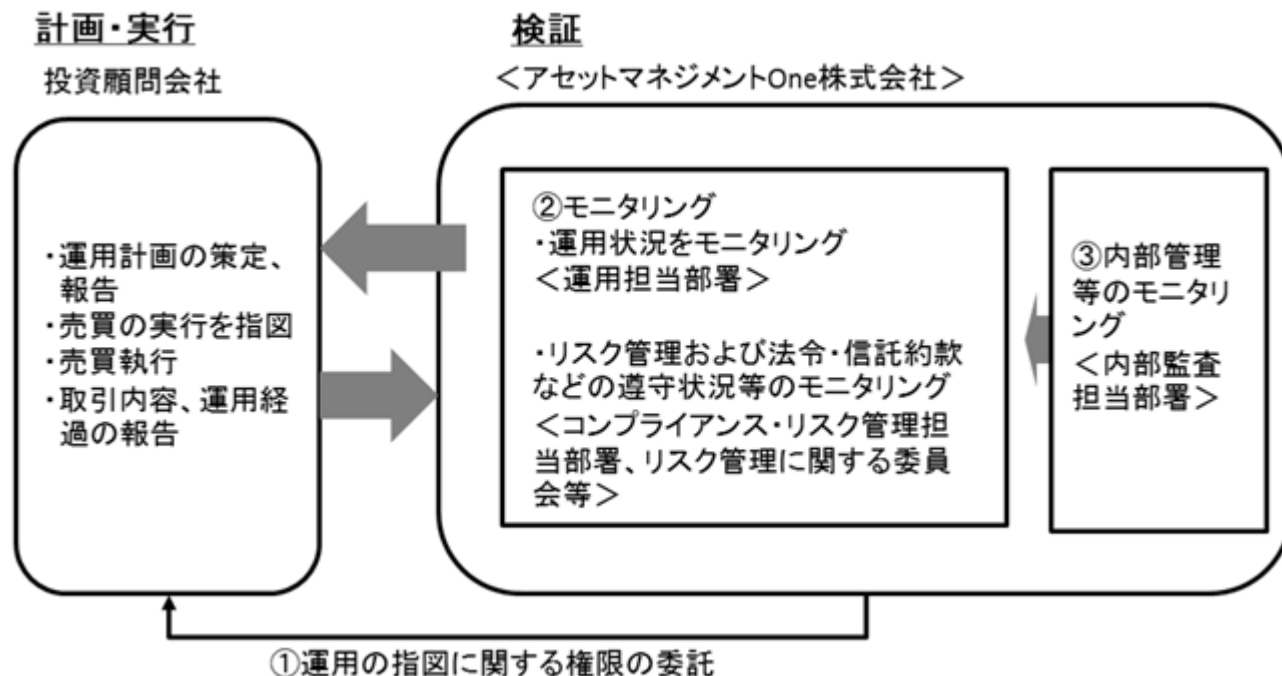 計画・実行
投資顧問会社
・運用計画の策定、
報告
・売買の実行を指図
・売買執行
・取引内容、運用経
過の報告
検証
＜アセットマネジメントOne株式会社＞
②モニタリング
・運用状況をモニタリング
＜運用担当部署＞
・リスク管理および法令・信託約款
などの遵守状況等のモニタリング
＜コンプライアンス・リスク管理担
当部署、リスク管理に関する委員
会等＞
③内部管理
等のモニタリ
ング
＜内部監査
担当部署＞
①運用の指図に関する権限の委託